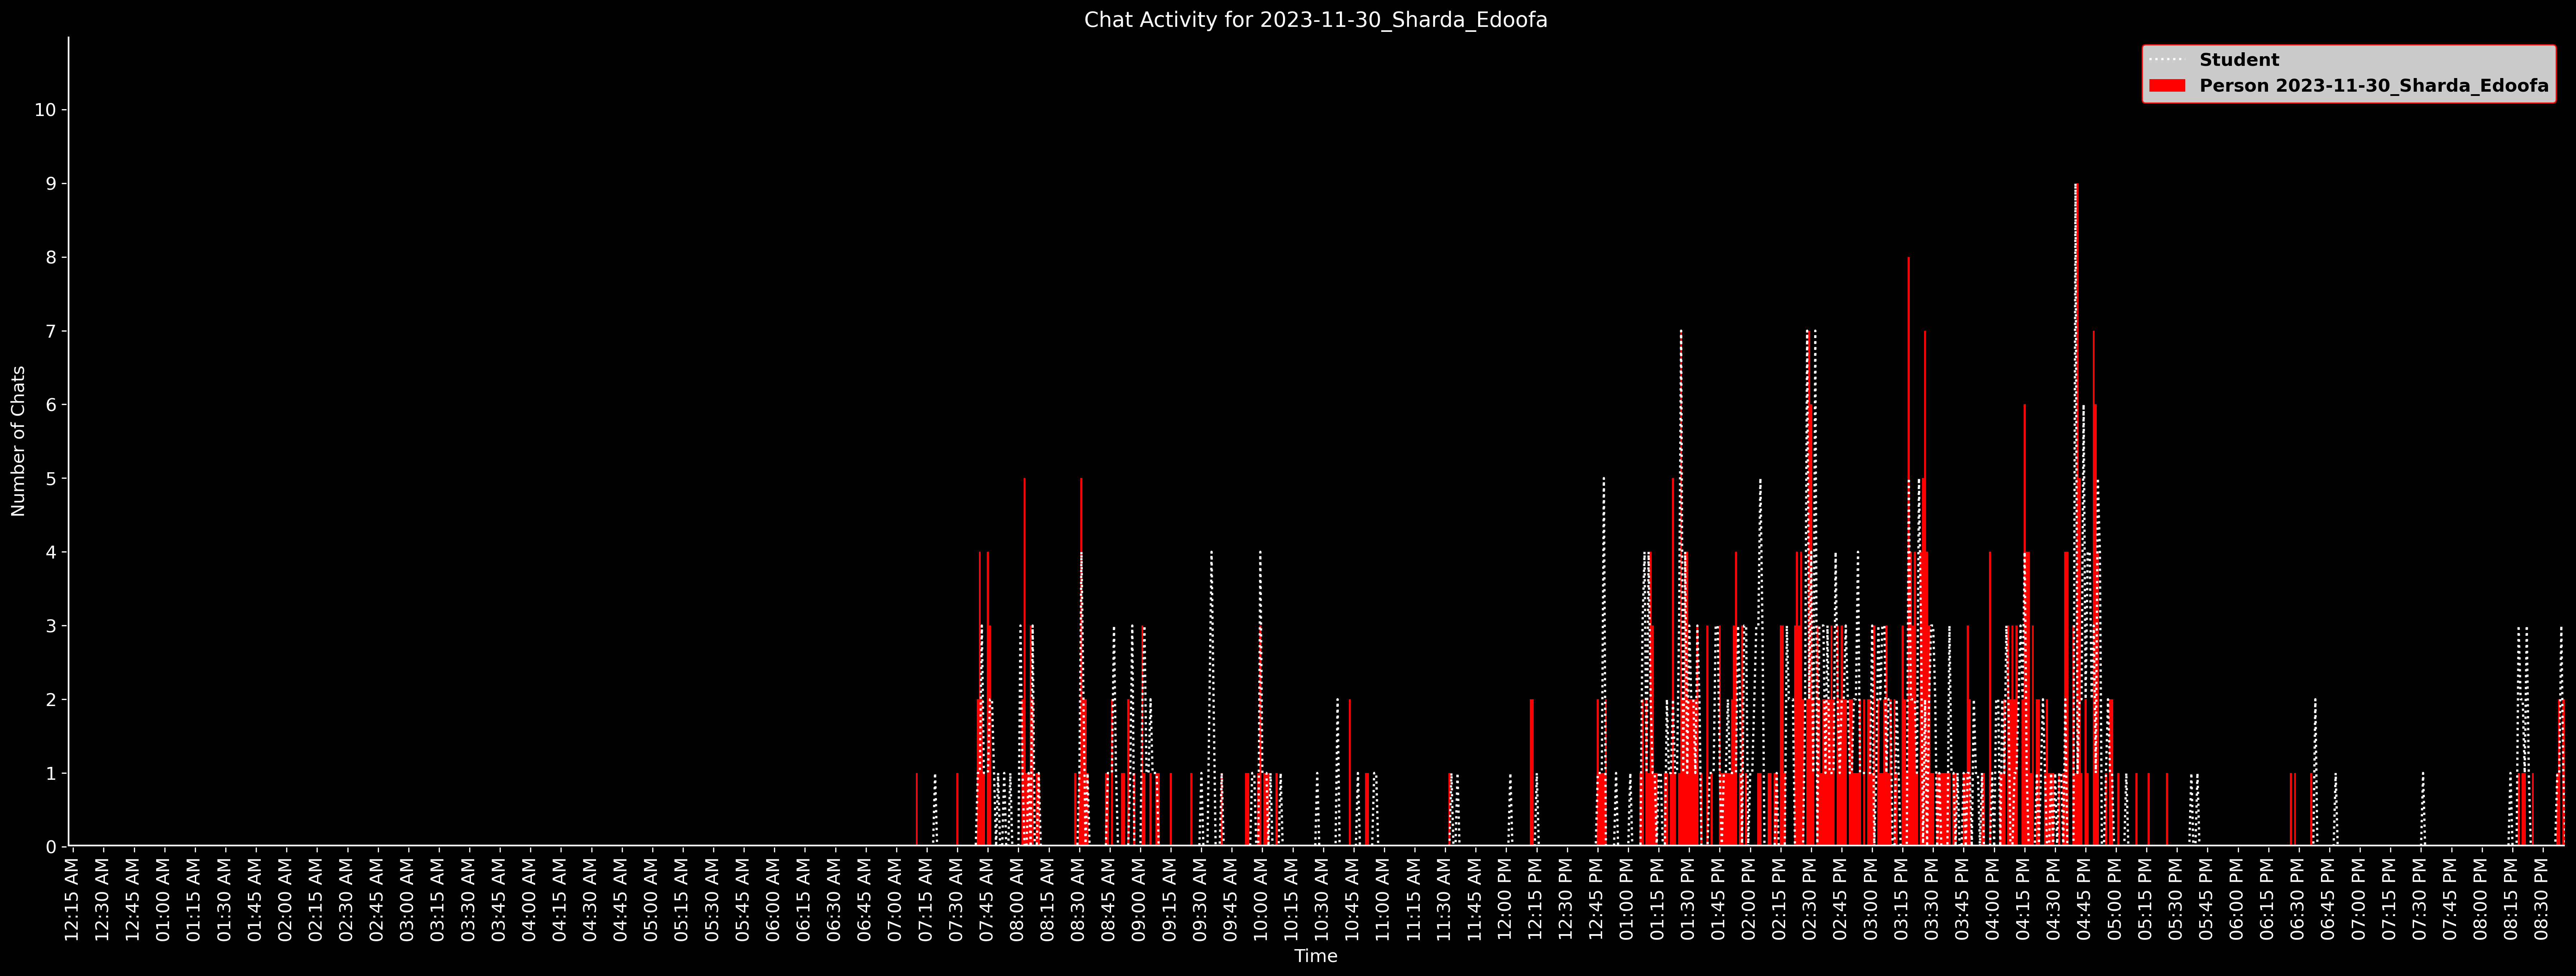 Chat Activity for 2023-11-30_Sharda_Edoofa
Student
Person 2023-11-30_Sharda_Edoofa
Number of Chats
10
9
8
7
6
5
4
3
2
1
0
12:15 AM
12:30 AM
12:45 AM
01:00 AM
01:15 AM
01:30 AM
01:45 AM
02:00 AM
02:15 AM
02:30 AM
02:45 AM
03:00 AM
03:15 AM
03:30 AM
03:45 AM
04:00 AM
04:15 AM
04:30 AM
04:45 AM
05:00 AM
05:15 AM
05:30 AM
05:45 AM
06:00 AM
06:15 AM
06:30 AM
06:45 AM
07:00 AM
07:15 AM
07:30 AM
07:45 AM
08:00 AM
08:15 AM
08:30 AM
08:45 AM
09:00 AM
09:15 AM
09:30 AM
09:45 AM
10:00 AM
10:15 AM
10:30 AM
10:45 AM
11:00 AM
11:15 AM
11:30 AM
11:45 AM
12:00 PM
12:15 PM
12:30 PM
12:45 PM
01:00 PM
01:15 PM
01:30 PM
01:45 PM
02:00 PM
02:15 PM
02:30 PM
02:45 PM
03:00 PM
03:15 PM
03:30 PM
03:45 PM
04:00 PM
04:15 PM
04:30 PM
04:45 PM
05:00 PM
05:15 PM
05:30 PM
05:45 PM
06:00 PM
06:15 PM
06:30 PM
06:45 PM
07:00 PM
07:15 PM
07:30 PM
07:45 PM
08:00 PM
08:15 PM
08:30 PM
Time